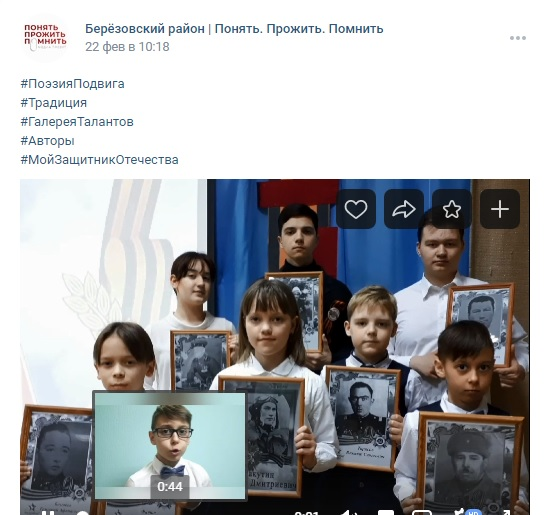 ПОНЯТЬ
ПРОЖИТЬ
ПОМНИТЬ
Берёзовский район | Понять. Прожить. Помнить
22 фев в 10:18
#ПоэзияПодвига
#Традиция
#ГалереяТалантов
#Авторы
#МойЗащитникОтечества
0:44
HD